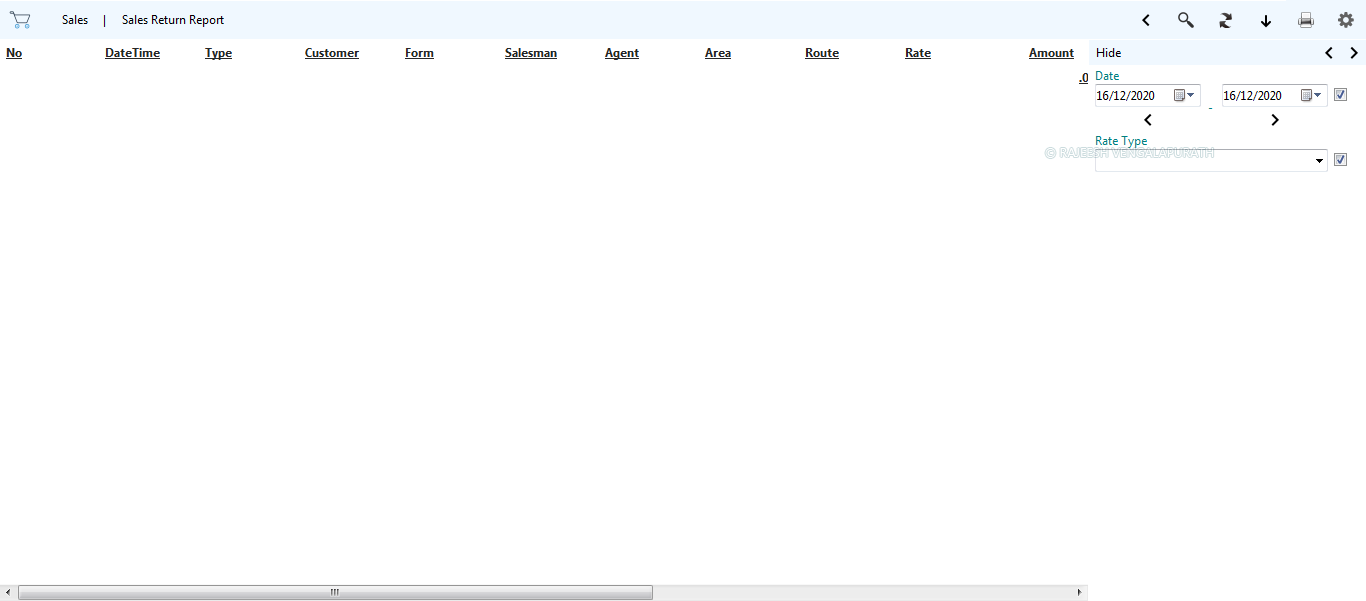 Sales | Sales Return Report
No DateTime Type Customer Form Salesman Agent Area Route Rate Amount
Hide
.0
Date
16/12/2020 - 16/12/2020
Rate Type
© RAJEESH VENGALAPURATH